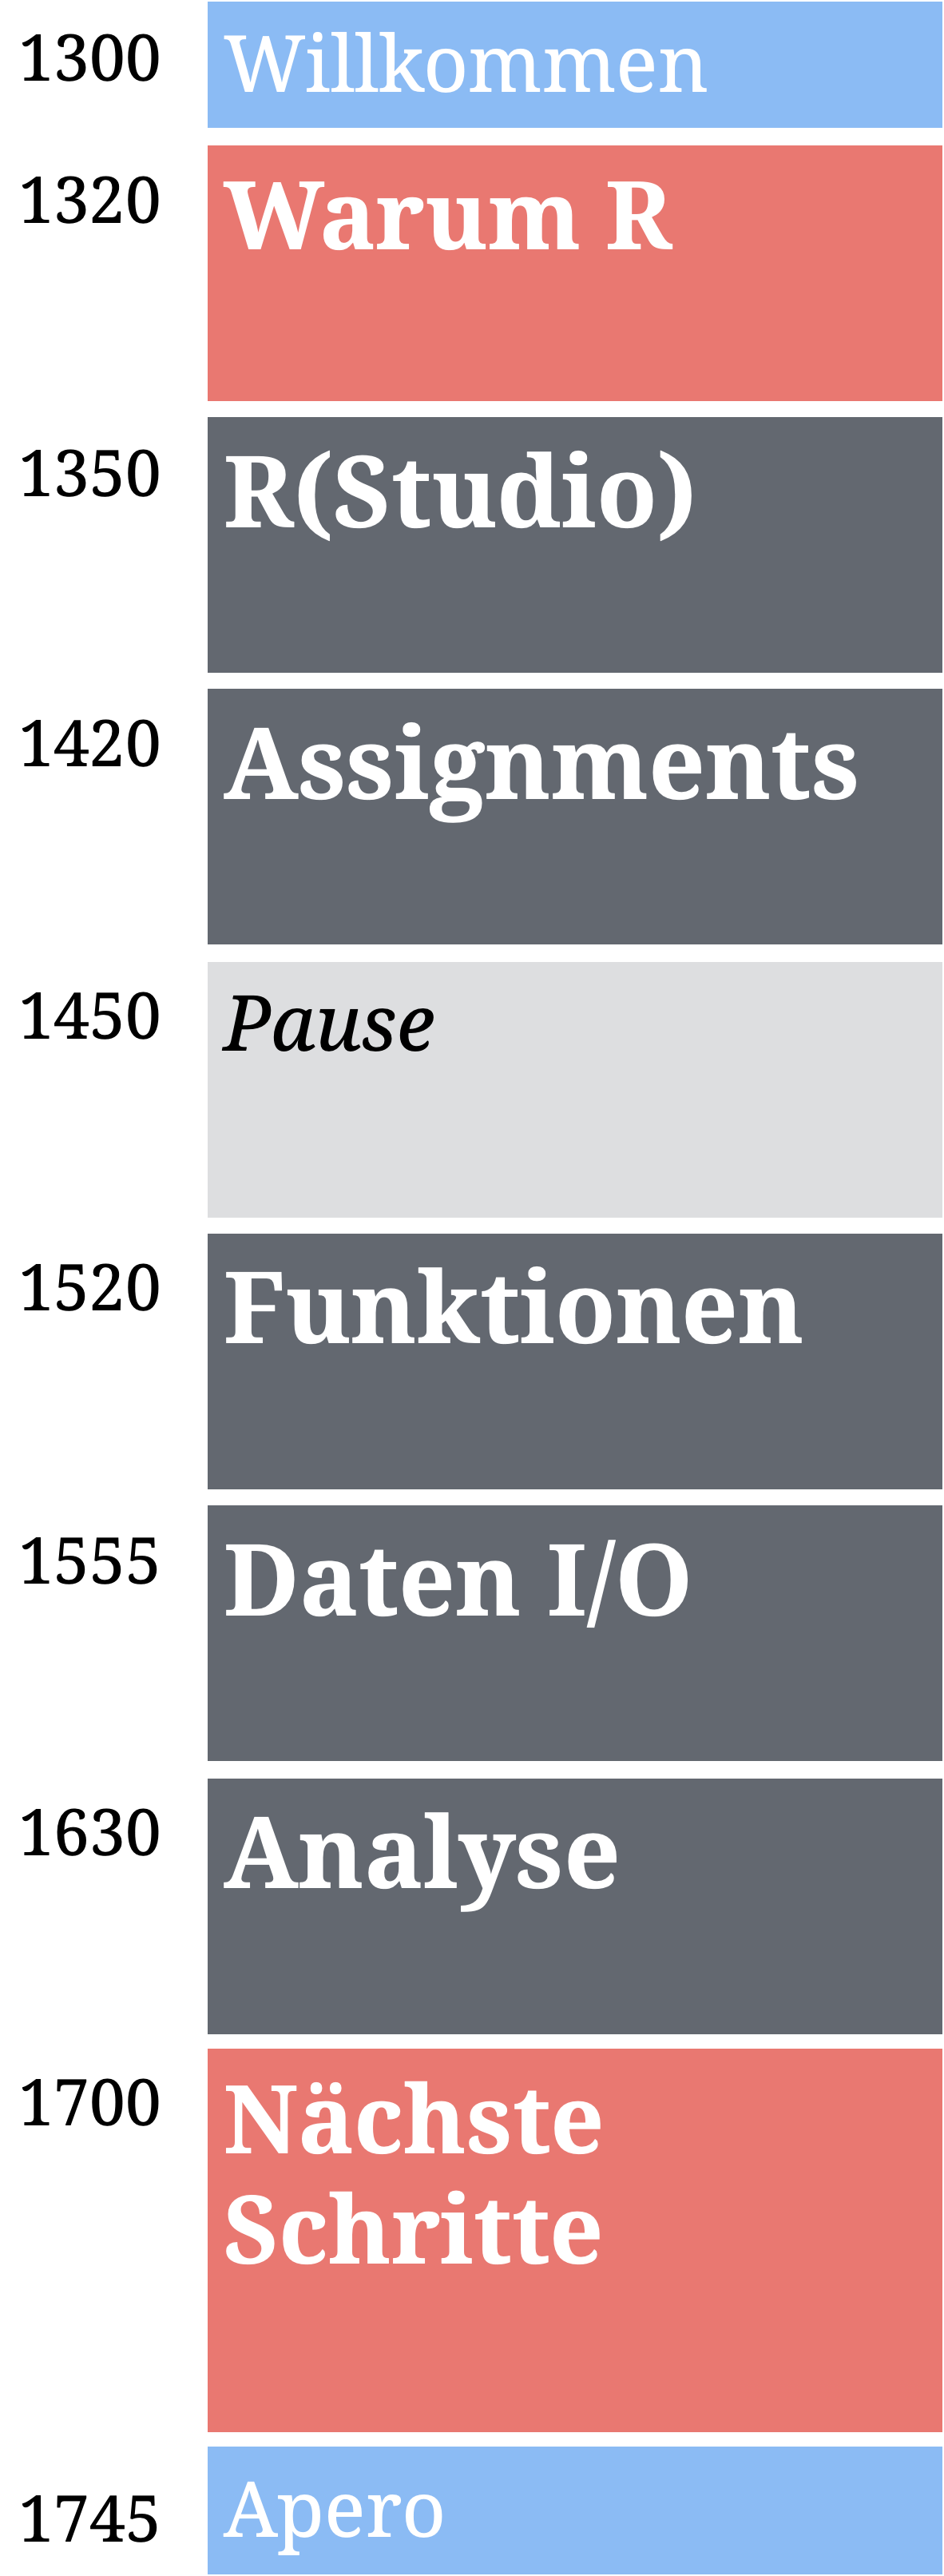 1300 Willkommen
1320 Warum R
1350 R(Studio)
1420 Assignments
1450 Pause
1520 Funktionen
1555 Daten I/O
1630 Analyse
1700 Nächste
Schritte
1745 Apero